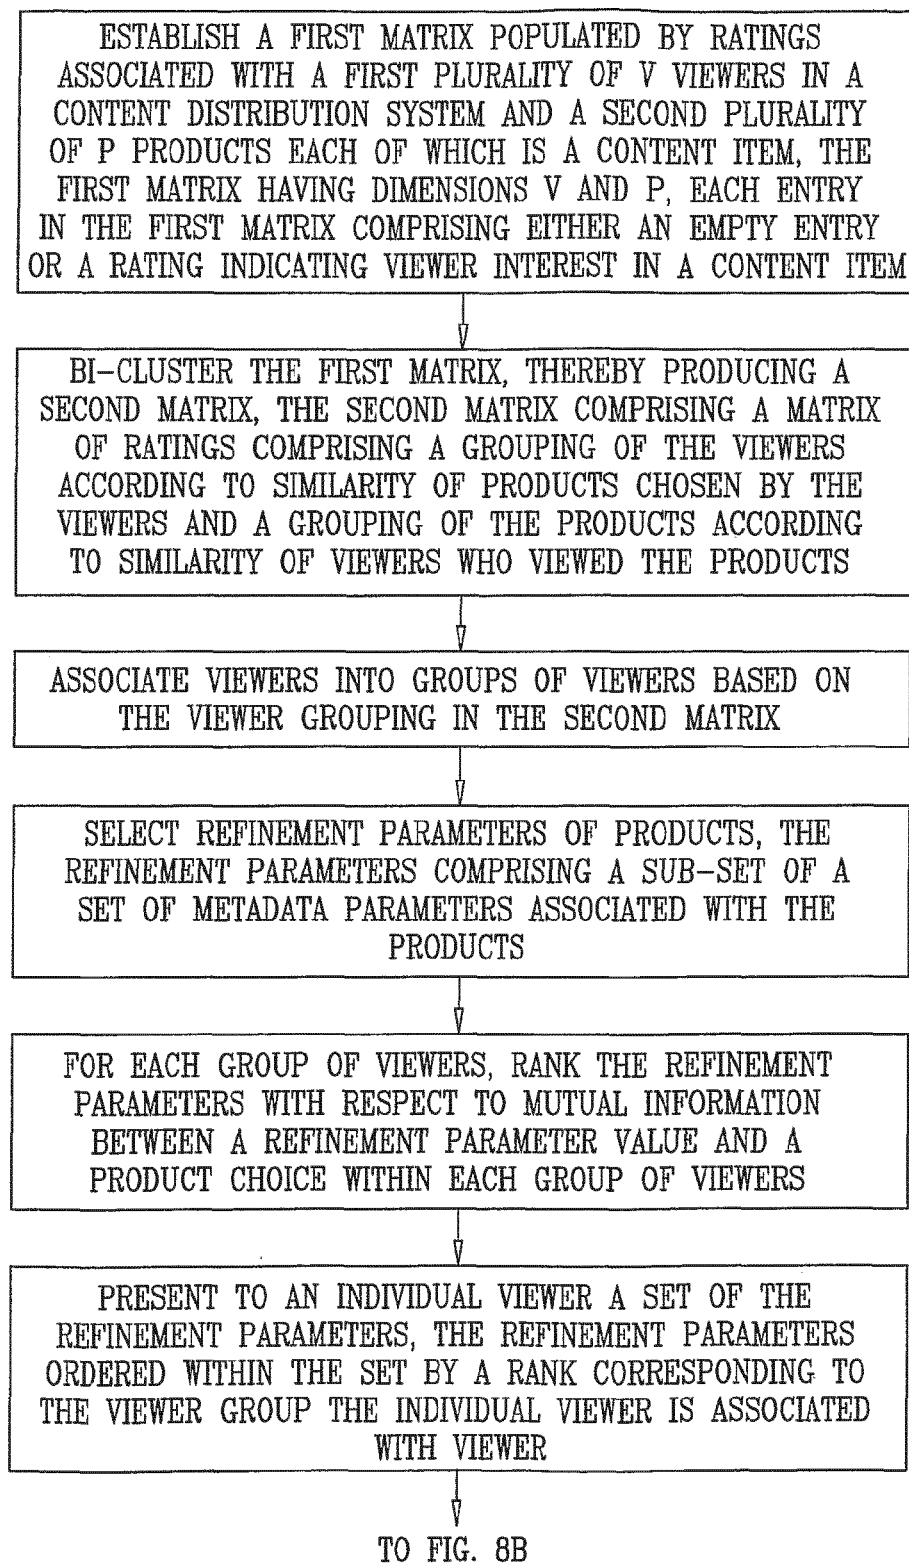 ESTABLISH A FIRST MATRIX POPULATED BY RATINGS
ASSOCIATED WITH A FIRST PLURALITY OF V VIEWERS IN A
CONTENT DISTRIBUTION SYSTEM AND A SECOND PLURALITY
OF P PRODUCTS EACH OF WHICH IS A CONTENT ITEM, THE
FIRST MATRIX HAVING DIMENSIONS V AND P, EACH ENTRY
IN THE FIRST MATRIX COMPRISING EITHER AN EMPTY ENTRY
OR A RATING INDICATING VIEWER INTEREST IN A CONTENT ITEM
BI-CLUSTER THE FIRST MATRIX, THEREBY PRODUCING A
SECOND MATRIX, THE SECOND MATRIX COMPRISING A MATRIX
OF RATINGS COMPRISING A GROUPING OF THE VIEWERS
ACCORDING TO SIMILARITY OF PRODUCTS CHOSEN BY THE
VIEWERS AND A GROUPING OF THE PRODUCTS ACCORDING
TO SIMILARITY OF VIEWERS WHO VIEWED THE PRODUCTS
ASSOCIATE VIEWERS INTO GROUPS OF VIEWERS BASED ON
THE VIEWER GROUPING IN THE SECOND MATRIX
SELECT REFINEMENT PARAMETERS OF PRODUCTS, THE
REFINEMENT PARAMETERS COMPRISING A SUB-SET OF A
SET OF METADATA PARAMETERS ASSOCIATED WITH THE
PRODUCTS
FOR EACH GROUP OF VIEWERS, RANK THE REFINEMENT
PARAMETERS WITH RESPECT TO MUTUAL INFORMATION
BETWEEN A REFINEMENT PARAMETER VALUE AND A
PRODUCT CHOICE WITHIN EACH GROUP OF VIEWERS
PRESENT TO AN INDIVIDUAL VIEWER A SET OF THE
REFINEMENT PARAMETERS, THE REFINEMENT PARAMETERS
ORDERED WITHIN THE SET BY A RANK CORRESPONDING TO
THE VIEWER GROUP THE INDIVIDUAL VIEWER IS ASSOCIATED
WITH VIEWER
TO FIG. 8B